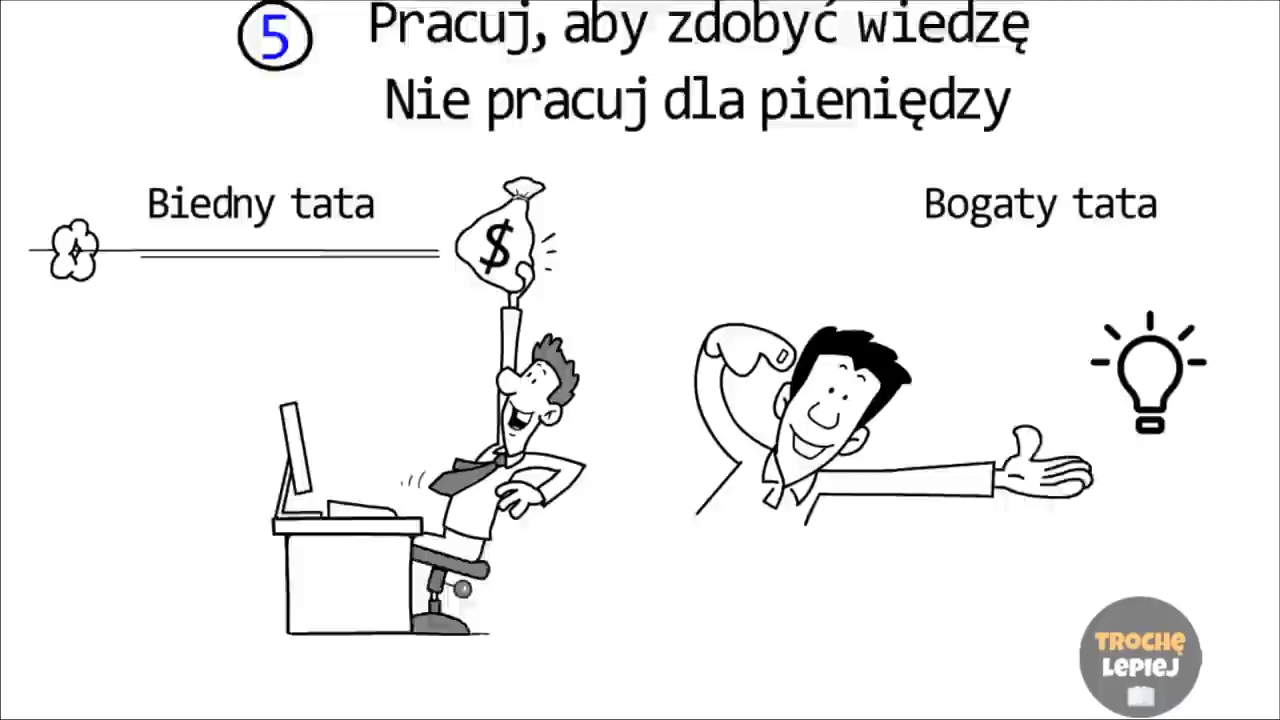 5
Pracuj, aby zdobyć wiedzę
Nie pracuj dla pieniędzy
Biedny tata
Bogaty tata
$
TROCHĘ
LEPIEJ